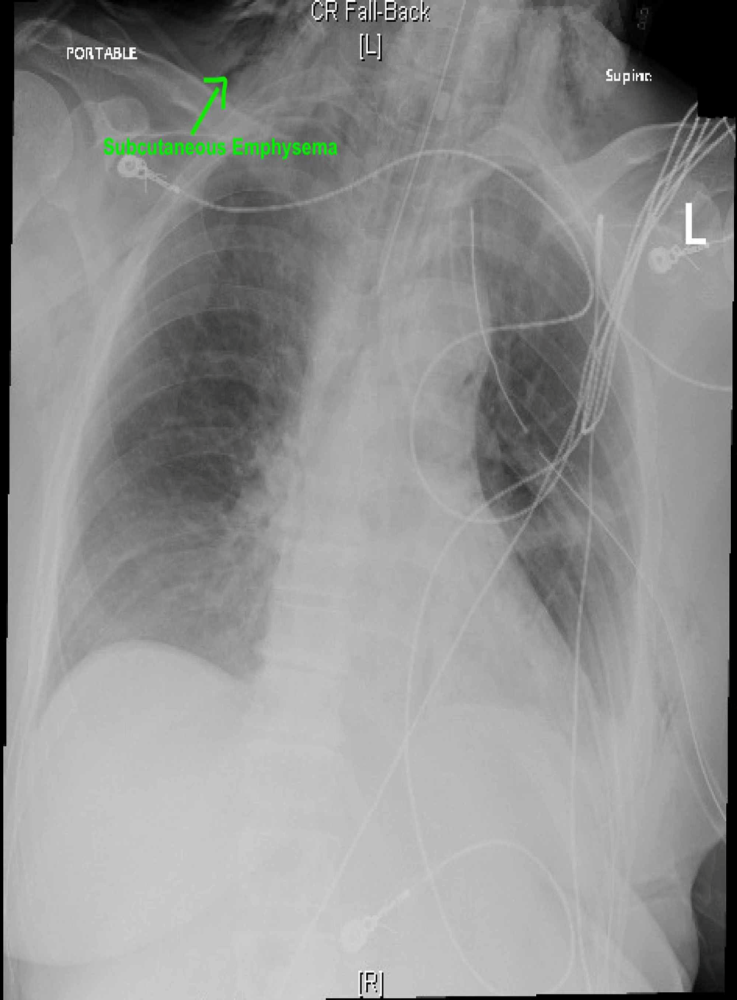 CR Fall-Back
[L]
PORTABLE
Supine
Subcutaneous Emphysema
L
[R]